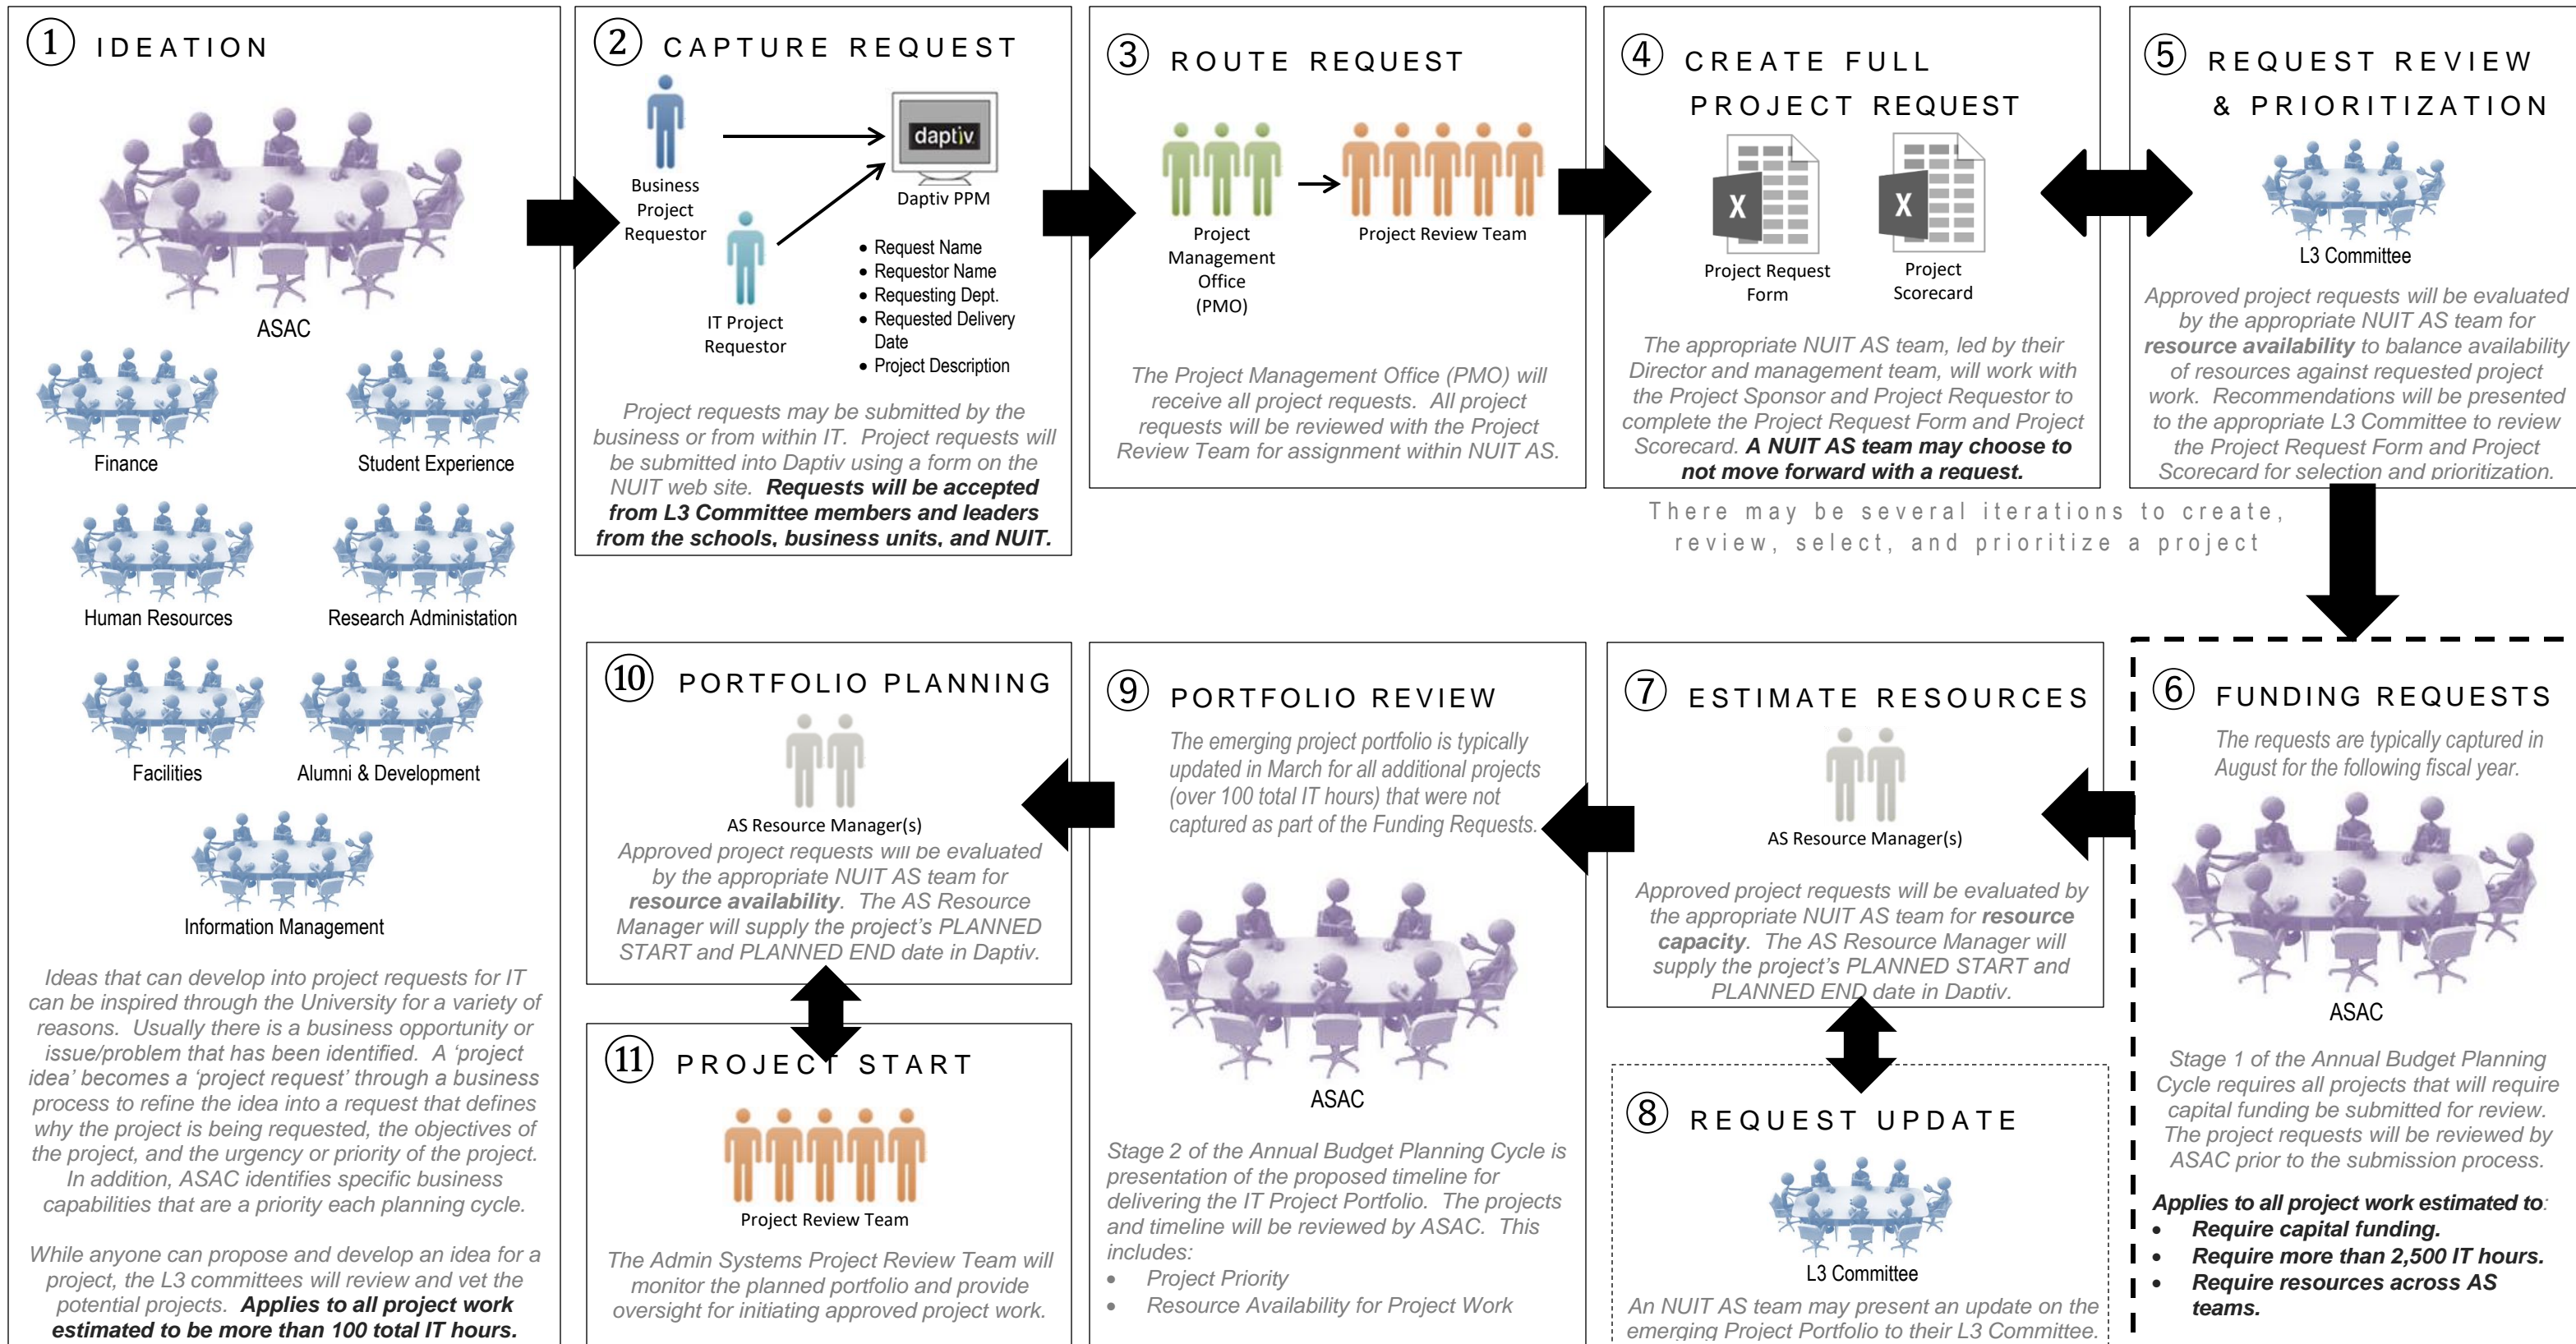 ① IDEATION
ASAC
Finance
Student Experience
Human Resources
Research Administation
Facilities
Alumni & Development
Information Management
Ideas that can develop into project requests for IT
can be inspired through the University for a variety of
reasons. Usually there is a business opportunity or
issue/problem that has been identified. A ‘project
idea’ becomes a ‘project request’ through a business
process to refine the idea into a request that defines
why the project is being requested, the objectives of
the project, and the urgency or priority of the project.
In addition, ASAC identifies specific business
capabilities that are a priority each planning cycle.
While anyone can propose and develop an idea for a
project, the L3 committees will review and vet the
potential projects. Applies to all project work
estimated to be more than 100 total IT hours.
② CAPTURE REQUEST
Business
Project
Requestor
daptiv
Daptiv PPM
IT Project
Requestor
• Request Name
• Requestor Name
• Requesting Dept.
• Requested Delivery
Date
• Project Description
Project requests may be submitted by the
business or from within IT. Project requests will
be submitted into Daptiv using a form on the
NUIT web site. Requests will be accepted
from L3 Committee members and leaders
from the schools, business units, and NUIT.
③ ROUTE REQUEST
Project
Management
Office
(PMO)
Project Review Team
The Project Management Office (PMO) will
receive all project requests. All project
requests will be reviewed with the Project
Review Team for assignment within NUIT AS.
④ CREATE FULL
PROJECT REQUEST
X
X
Project Request
Form
Project
Scorecard
The appropriate NUIT AS team, led by their
Director and management team, will work with
the Project Sponsor and Project Requestor to
complete the Project Request Form and Project
Scorecard. A NUIT AS team may choose to
not move forward with a request.
⑤ REQUEST REVIEW
& PRIORITIZATION
L3 Committee
Approved project requests will be evaluated
by the appropriate NUIT AS team for
resource availability to balance availability
of resources against requested project
work. Recommendations will be presented
to the appropriate L3 Committee to review
the Project Request Form and Project
Scorecard for selection and prioritization.
There may be several iterations to create,
review, select, and prioritize a project
⑥ FUNDING REQUESTS
The requests are typically captured in
August for the following fiscal year.
ASAC
Stage 1 of the Annual Budget Planning
Cycle requires all projects that will require
capital funding be submitted for review.
The project requests will be reviewed by
ASAC prior to the submission process.
Applies to all project work estimated to:
• Require capital funding.
• Require more than 2,500 IT hours.
• Require resources across AS
teams.
⑦ ESTIMATE RESOURCES
AS Resource Manager(s)
Approved project requests will be evaluated by
the appropriate NUIT AS team for resource
capacity. The AS Resource Manager will
supply the project’s PLANNED START and
PLANNED END date in Daptiv.
⑧ REQUEST UPDATE
L3 Committee
An NUIT AS team may present an update on the
emerging Project Portfolio to their L3 Committee.
⑨ PORTFOLIO REVIEW
The emerging project portfolio is typically
updated in March for all additional projects
(over 100 total IT hours) that were not
captured as part of the Funding Requests.
ASAC
Stage 2 of the Annual Budget Planning Cycle is
presentation of the proposed timeline for
delivering the IT Project Portfolio. The projects
and timeline will be reviewed by ASAC. This
includes:
• Project Priority
• Resource Availability for Project Work
⑩ PORTFOLIO PLANNING
AS Resource Manager(s)
Approved project requests will be evaluated
by the appropriate NUIT AS team for
resource availability. The AS Resource
Manager will supply the project’s PLANNED
START and PLANNED END date in Daptiv.
⑪ PROJECT START
Project Review Team
The Admin Systems Project Review Team will
monitor the planned portfolio and provide
oversight for initiating approved project work.